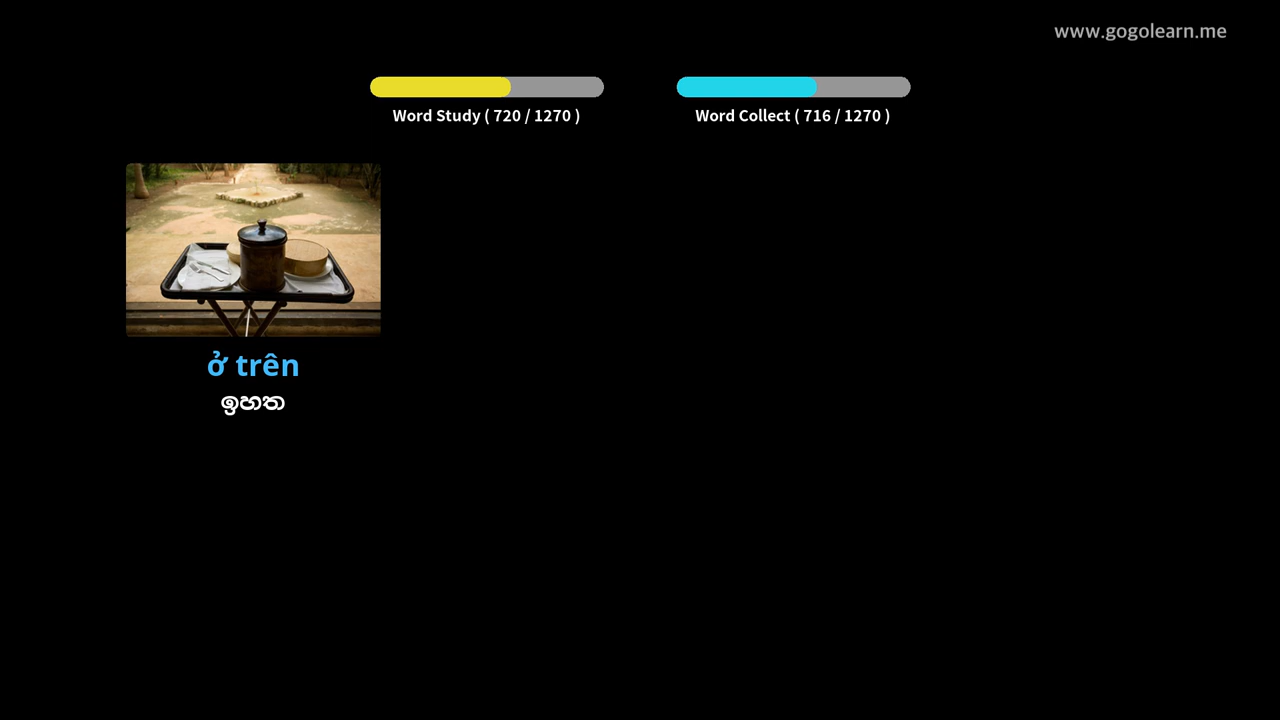 www.gogolearn.me
Word Study ( 720 / 1270 )
Word Collect ( 716 / 1270 )
ở trên
ඉහත